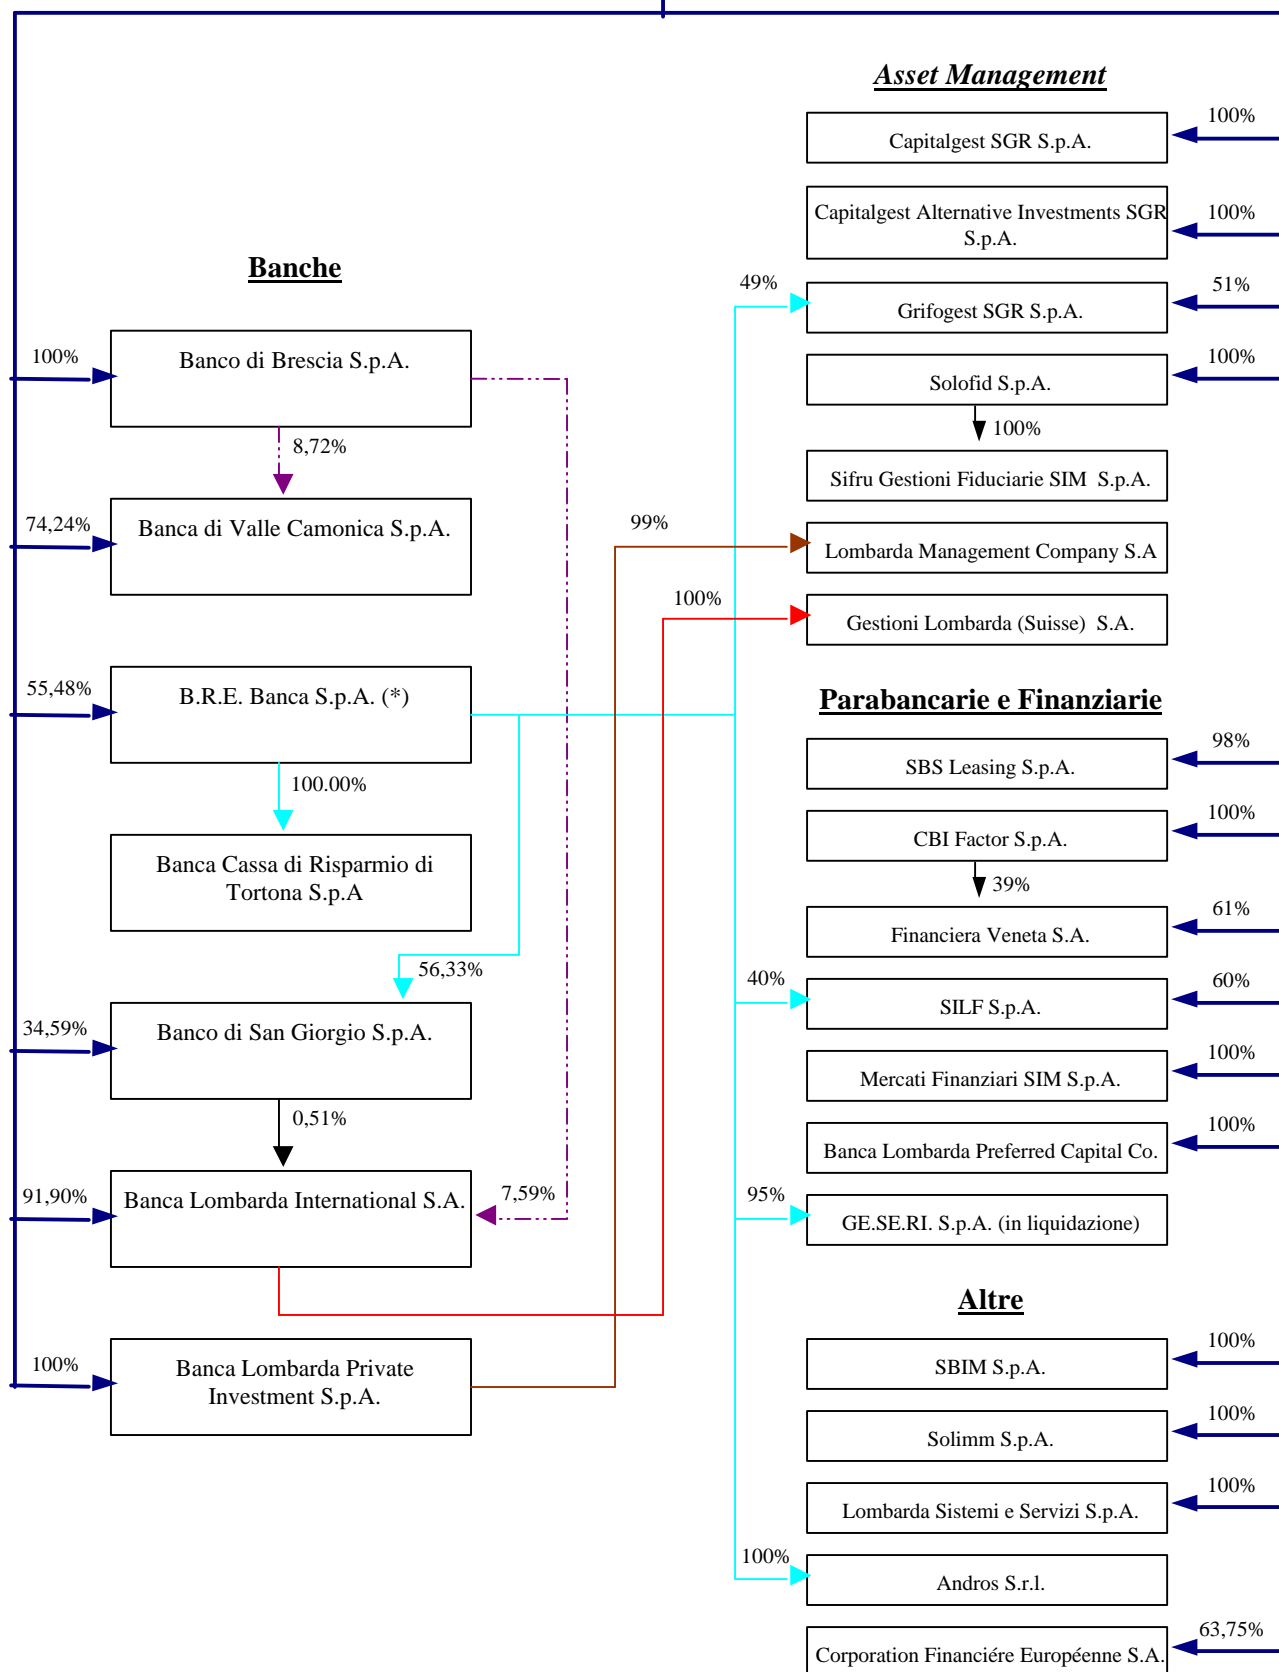 Banche
100%
Banco di Brescia S.p.A.
8,72%
74,24%
Banca di Valle Camonica S.p.A.
55,48%
B.R.E. Banca S.p.A. (*)
100.00%
Banca Cassa di Risparmio di
Tortona S.p.A
56,33%
34,59%
Banco di San Giorgio S.p.A.
0,51%
91,90%
Banca Lombarda International S.A.
7,59%
100%
Banca Lombarda Private
Investment S.p.A.
Asset Management
Capitalgest SGR S.p.A.
100%
Capitalgest Alternative Investments SGR
S.p.A.
100%
49%
Grifogest SGR S.p.A.
51%
Solofid S.p.A.
100%
100%
Sifru Gestioni Fiduciarie SIM S.p.A.
99%
Lombarda Management Company S.A
100%
Gestioni Lombarda (Suisse) S.A.
Parabancarie e Finanziarie
SBS Leasing S.p.A.
98%
CBI Factor S.p.A.
100%
39%
Financiera Veneta S.A.
61%
40%
SILF S.p.A.
60%
Mercati Finanziari SIM S.p.A.
100%
Banca Lombarda Preferred Capital Co.
100%
95%
GE.SE.RI. S.p.A. (in liquidazione)
Altre
SBIM S.p.A.
100%
Solimm S.p.A.
100%
Lombarda Sistemi e Servizi S.p.A.
100%
100%
Andros S.r.l.
Corporation Financiére Européenne S.A.
63,75%